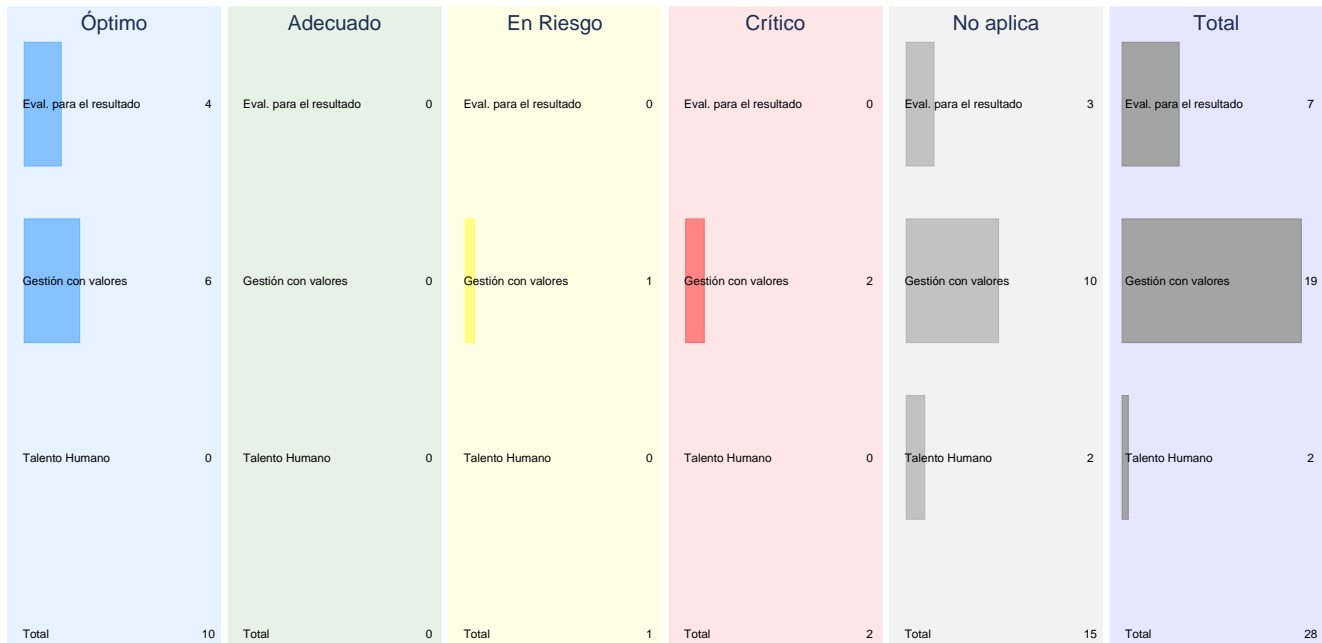 Óptimo Adecuado En Riesgo Crítico No aplica Total
Eval. para el resultado 4 Eval. para el resultado 0 Eval. para el resultado 0 Eval. para el resultado 0 Eval. para el resultado 3 Eval. para el resultado 7
Gestión con valores 6 Gestión con valores 0 Gestión con valores 1 Gestión con valores 2 Gestión con valores 10 Gestión con valores 19
Talento Humano 0 Talento Humano 0 Talento Humano 0 Talento Humano 0 Talento Humano 2 Talento Humano 2
Total 10 Total 0 Total 1 Total 2 Total 15 Total 28